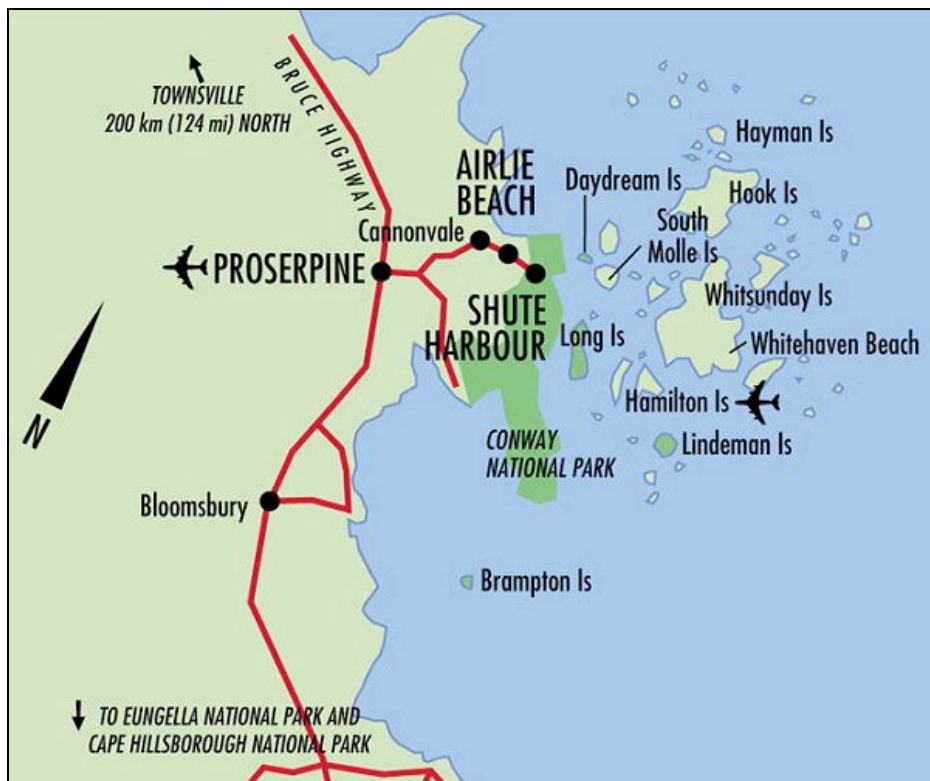 TOWNSVILLE
200 km (124 mi) NORTH
BRUCE HIGHWAY
Hayman Is
AIRLIE
BEACH
Daydream Is
Hook Is
South
Molle Is
Cannonvale
PROSERPINE
Whitsunday Is
SHUTE
HARBOUR
Long Is
Whitehaven Beach
Hamilton Is
N
CONWAY
NATIONAL PARK
Lindeman Is
Bloomsbury
Brampton Is
TO EUNGELLA NATIONAL PARK AND
CAPE HILLSBOROUGH NATIONAL PARK